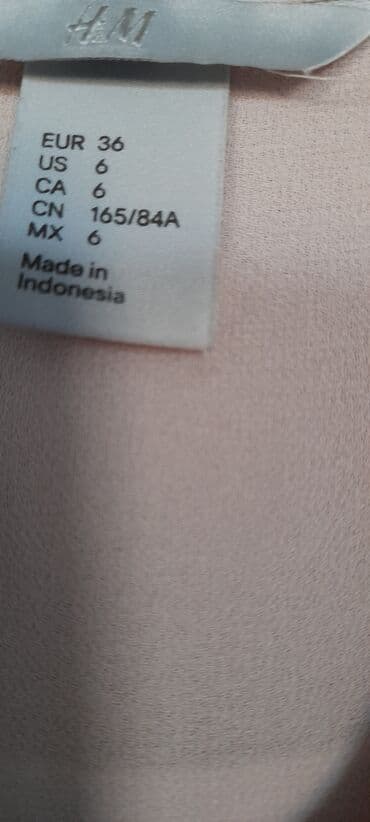 H&M
EUR 36
US 6
CA 6
CN 165/84A
MX 6
Made in
Indonesia